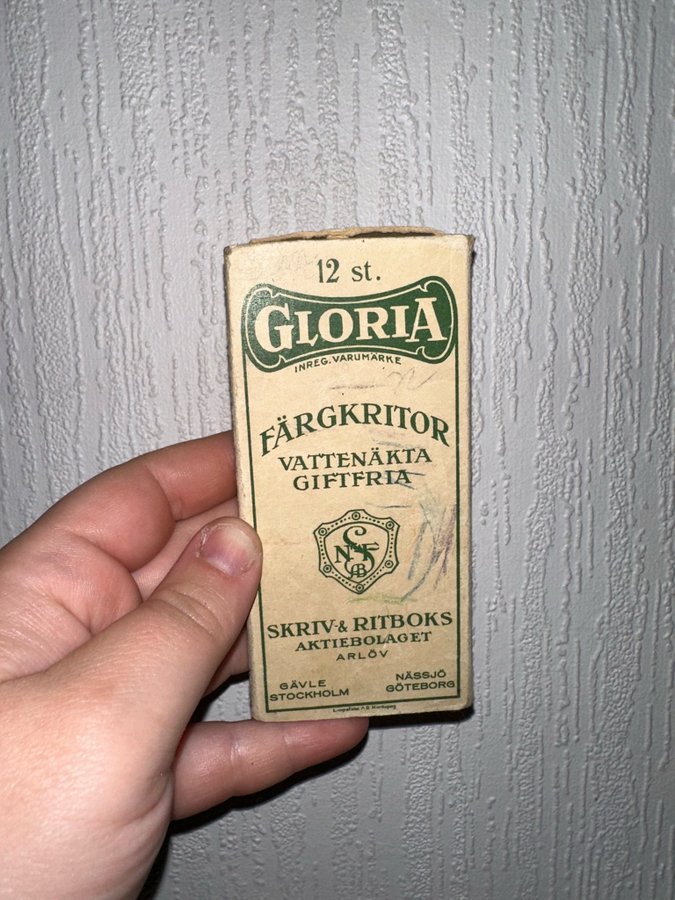 12 st.
GLORIA
INREG. VARUMÄRKE
FÄRGKRITOR
VATTENÄKTA
GIFTFRIA
SKRIV- & RITBOKS
AKTIEBOLAGET
ARLÖV
GÄVLE
STOCKHOLM
NÄSSJÖ
GÖTEBORG